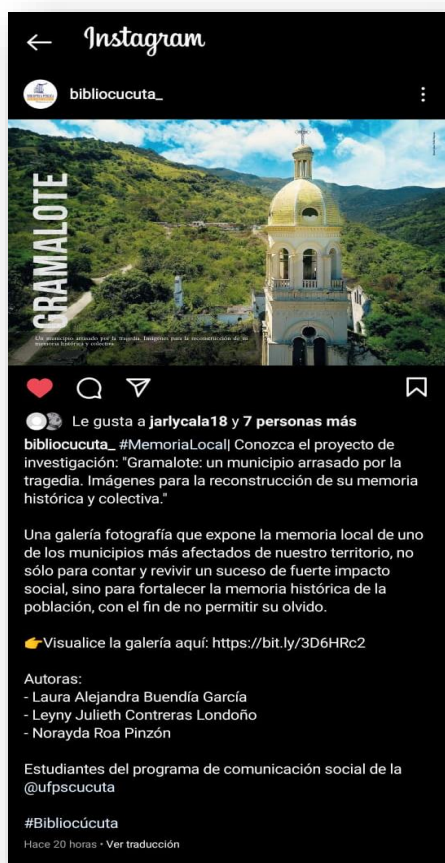 Instagram
bibliocucuta_
GRAMALOTE
Un municipio arrasado por la tragedia. Imágenes para la reconstrucción de su
memoria histórica y colectiva.
Le gusta a jarlycala18 y 7 personas más
bibliocucuta_ #MemoriaLocal| Conozca el proyecto de
investigación: "Gramalote: un municipio arrasado por la
tragedia. Imágenes para la reconstrucción de su memoria
histórica y colectiva."
Una galería fotografía que expone la memoria local de uno
de los municipios más afectados de nuestro territorio, no
sólo para contar y revivir un suceso de fuerte impacto
social, sino para fortalecer la memoria histórica de la
población, con el fin de no permitir su olvido.
👉Visualice la galería aquí: https://bit.ly/3D6HRc2
Autoras:
- Laura Alejandra Buendía García
- Leyny Julieth Contreras Londoño
- Norayda Roa Pinzón
Estudiantes del programa de comunicación social de la
@ufpscucuta
#Bibliocúcuta
Hace 20 horas • Ver traducción